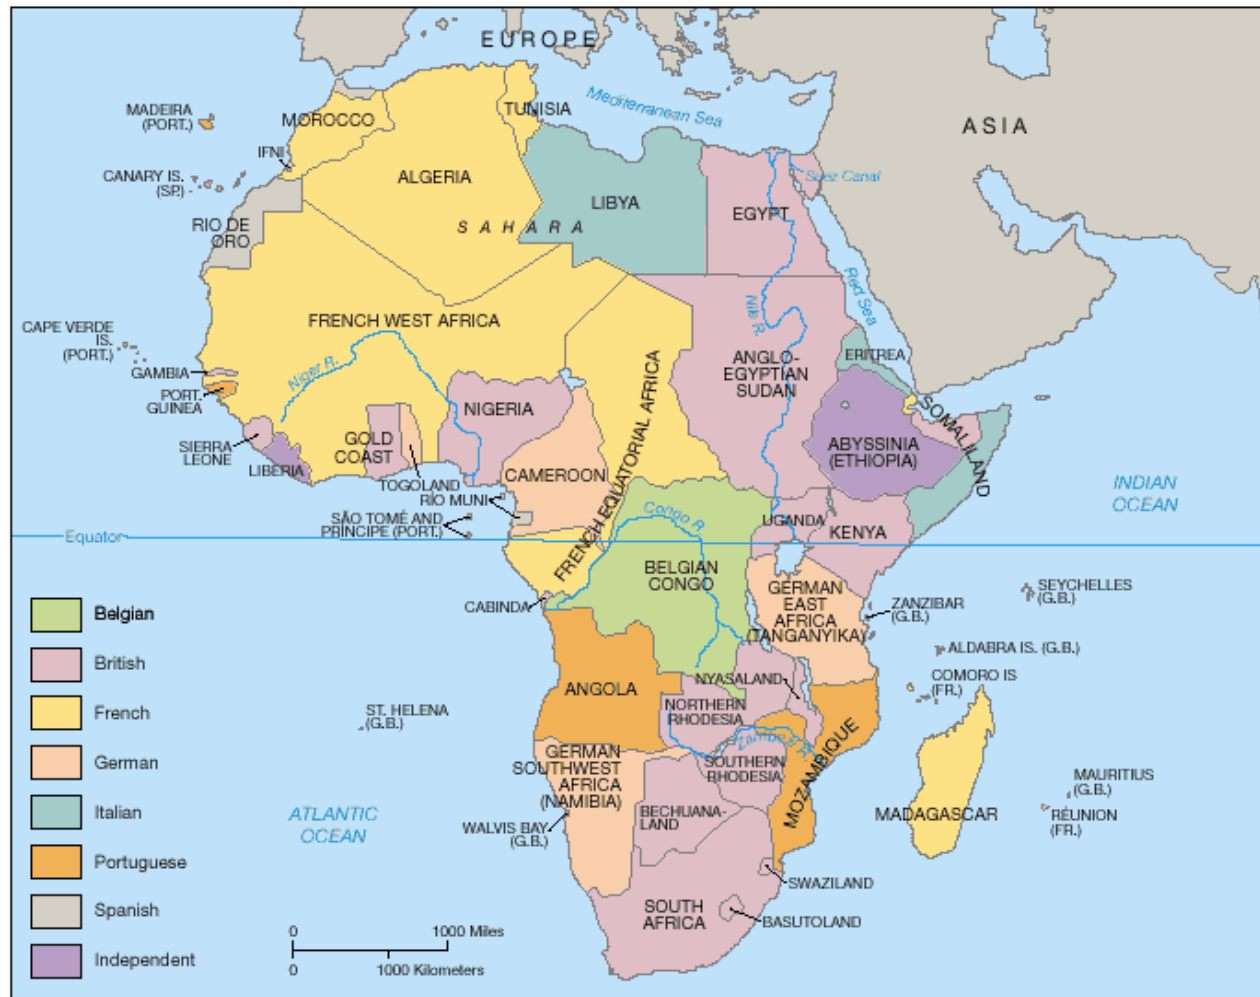 EUROPE
Mediterranean Sea
ASIA
MADEIRA
(PORT.)
MOROCCO
TUNISIA
IFNI
CANARY IS.
(SP.)
ALGERIA
LIBYA
EGYPT
Suez Canal
SAHARA
RIO DE
ORO
Red Sea
Nile R.
FRENCH WEST AFRICA
CAPE VERDE
IS.
(PORT.)
GAMBIA
PORT.
GUINEA
Niger R.
NIGERIA
ANGLO-
EGYPTIAN
SUDAN
ERITREA
SOMALILAND
SIERRA
LEONE
LIBERIA
GOLD
COAST
TOGOLAND
CAMEROON
FRENCH EQUATORIAL AFRICA
ABYSSINIA
(ETHIOPIA)
INDIAN
OCEAN
RÍO MUNI
SÃO TOMÉ AND
PRÍNCIPE (PORT.)
Congo R.
UGANDA
KENYA
Equator
BELGIAN
CONGO
CABINDA
GERMAN
EAST
AFRICA
(TANGANYIKA)
ZANZIBAR
(G.B.)
SEYCHELLES
(G.B.)
ALDABRA IS. (G.B.)
COMORO IS
(FR.)
NYASALAND
ANGOLA
NORTHERN
RHODESIA
Zambezi R.
SOUTHERN
RHODESIA
MOZAMBIQUE
MADAGASCAR
MAURITIUS
(G.B.)
RÉUNION
(FR.)
ST. HELENA
(G.B.)
GERMAN
SOUTHWEST
AFRICA
(NAMIBIA)
WALVIS BAY
(G.B.)
BECHUANA-
LAND
ATLANTIC
OCEAN
SWAZILAND
SOUTH
AFRICA
BASUTOLAND
Belgian
British
French
German
Italian
Portuguese
Spanish
Independent
0 1000 Miles
0 1000 Kilometers